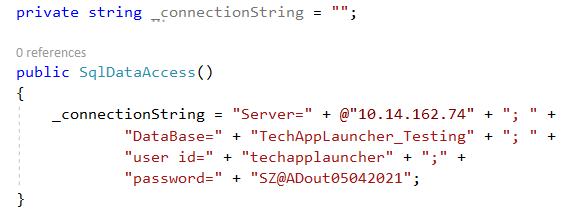 private string _connectionString = "";
0 references
public SqlDataAccess()
{
_connectionString = "Server=" + @"10.14.162.74" + "; " +
"DataBase=" + "TechAppLauncher_Testing" + "; " +
"user id=" + "techapplauncher" + ";" +
"password=" + "SZ@ADout05042021";
}